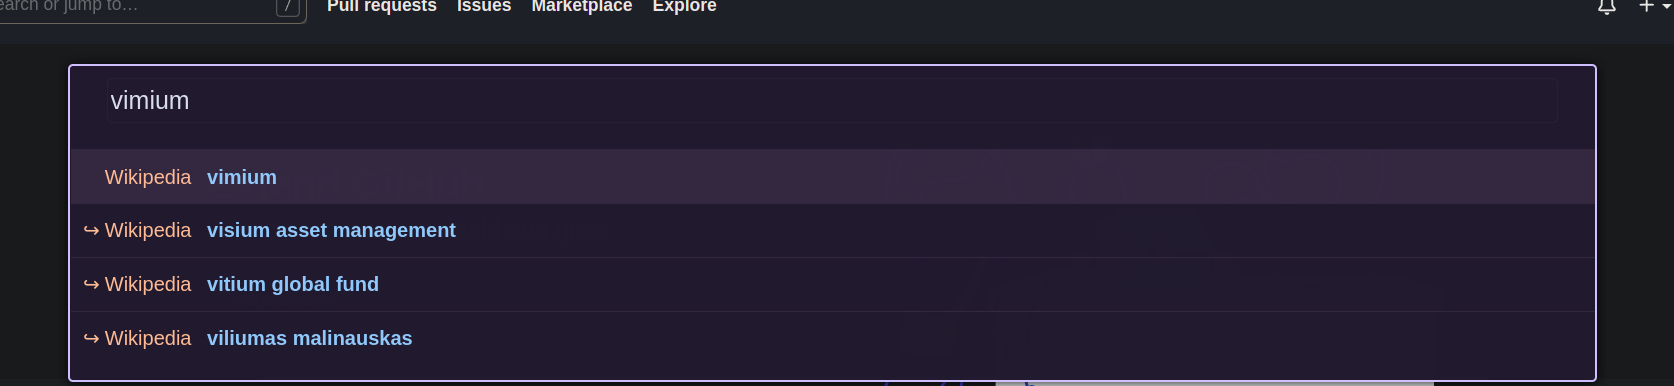 earch or jump to… / Pull requests Issues Marketplace Explore
vimium
Wikipedia vimium
↪ Wikipedia visium asset management
↪ Wikipedia vitium global fund
↪ Wikipedia viliumas malinauskas